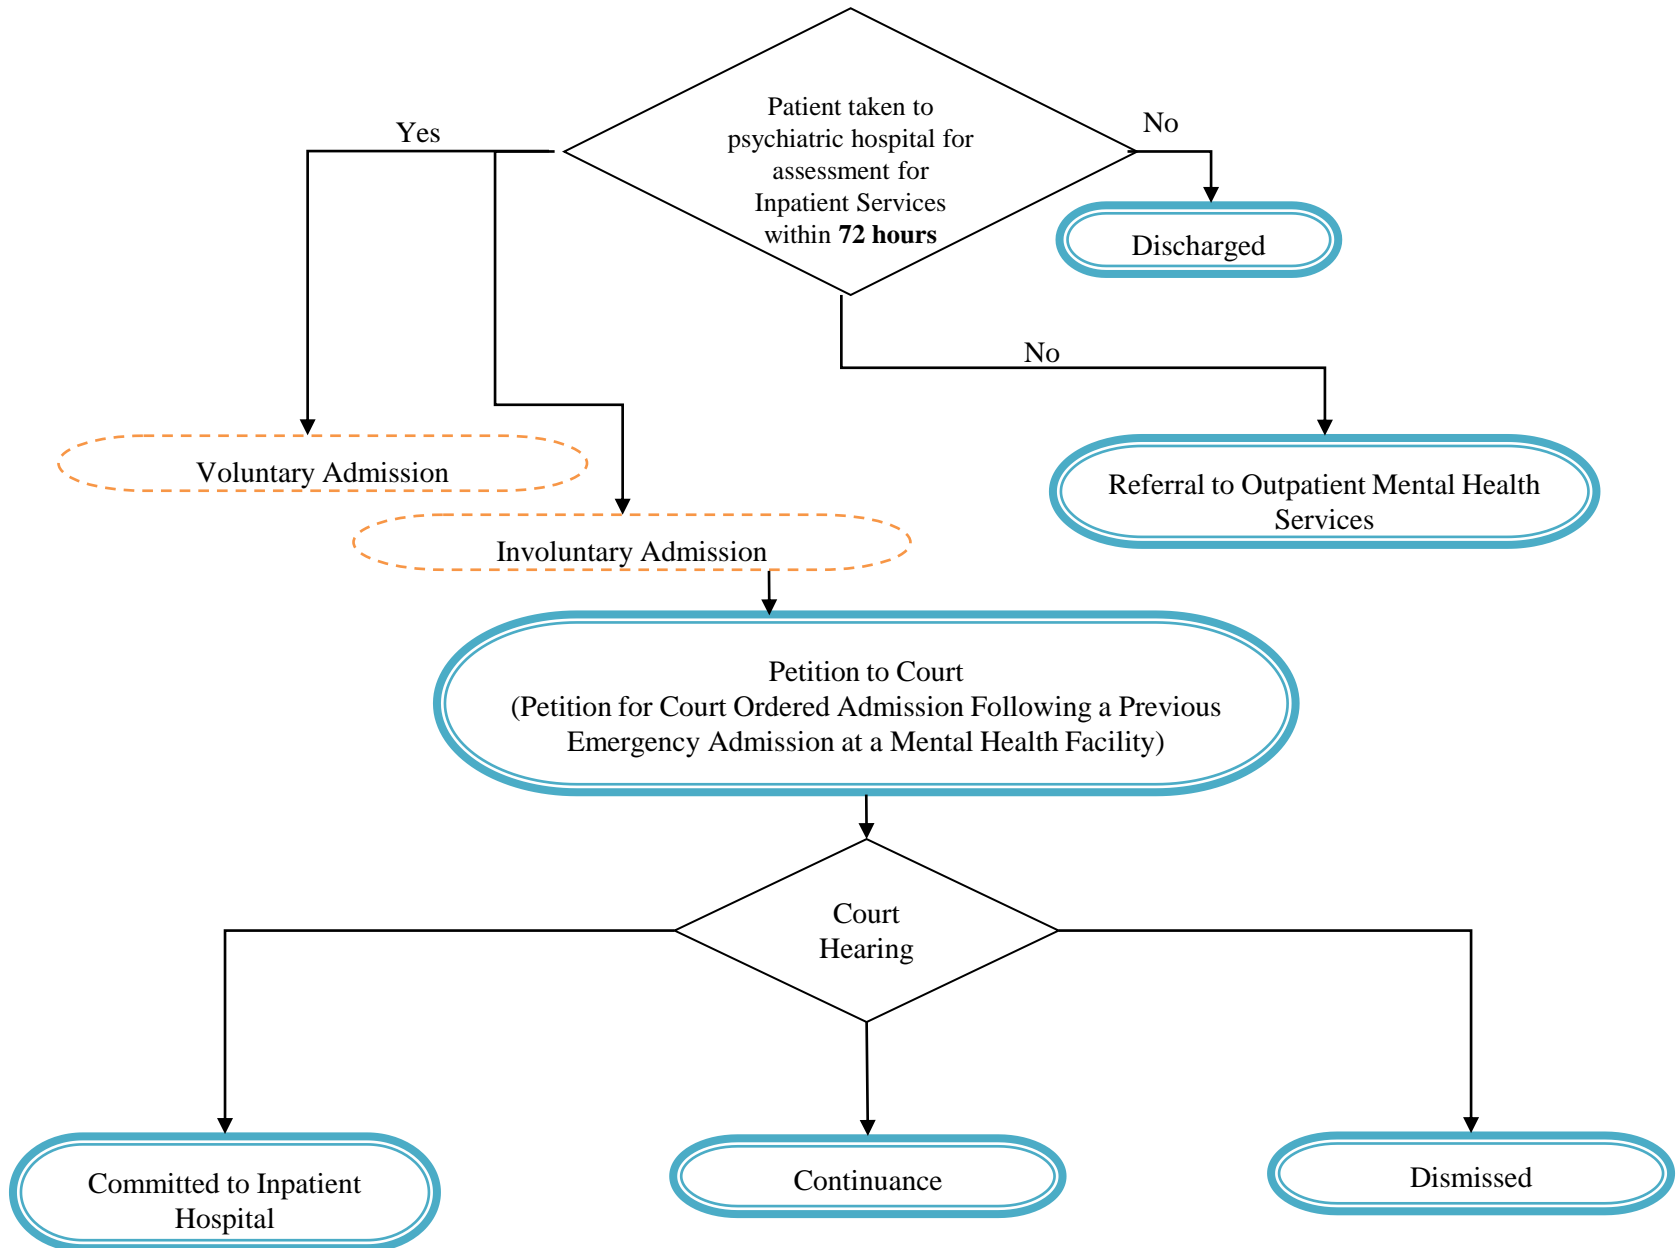 Patient taken to
psychiatric hospital for
assessment for
Inpatient Services
within 72 hours
Yes
No
Discharged
No
Voluntary Admission
Referral to Outpatient Mental Health
Services
Involuntary Admission
Petition to Court
(Petition for Court Ordered Admission Following a Previous
Emergency Admission at a Mental Health Facility)
Court
Hearing
Committed to Inpatient
Hospital
Continuance
Dismissed